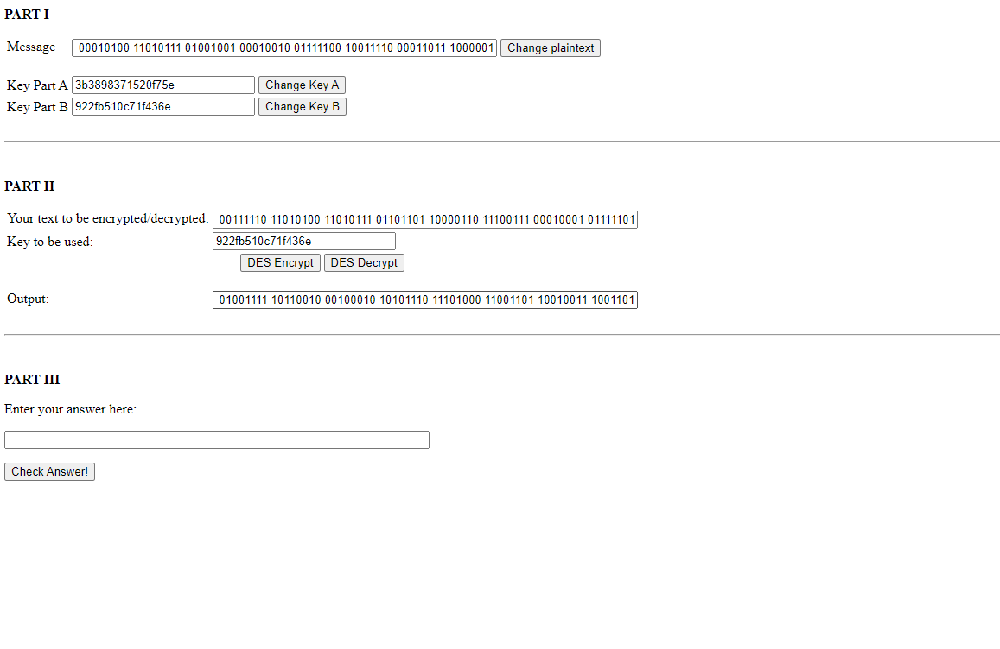 PART I
Message 00010100 11010111 01001001 00010010 01111100 10011110 00011011 1000001 Change plaintext
Key Part A 3b3898371520f75e Change Key A
Key Part B 922fb510c71f436e Change Key B
PART II
Your text to be encrypted/decrypted: 00111110 11010100 11010111 01101101 10000110 11100111 00010001 01111101
Key to be used: 922fb510c71f436e
DES Encrypt DES Decrypt
Output: 01001111 10110010 00100010 10101110 11101000 11001101 10010011 1001101
PART III
Enter your answer here:
Check Answer!